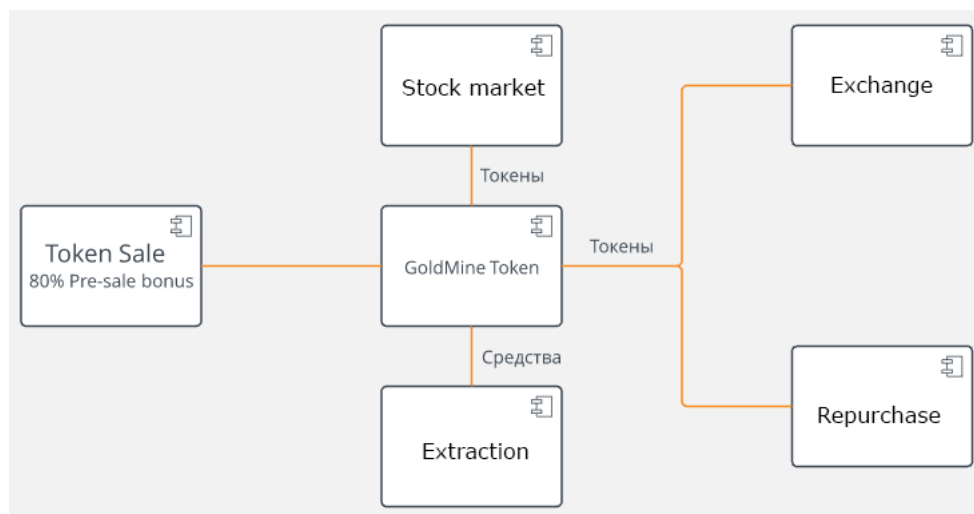 Stock market
Exchange
Токены
Token Sale
80% Pre-sale bonus
GoldMine Token
Токены
Средства
Extraction
Repurchase